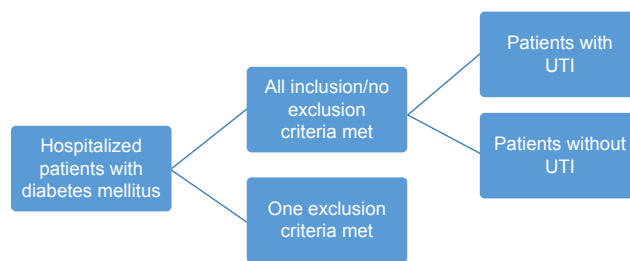 Hospitalized
patients with
diabetes mellitus
All inclusion/no
exclusion
criteria met
One exclusion
criteria met
Patients with
UTI
Patients without
UTI